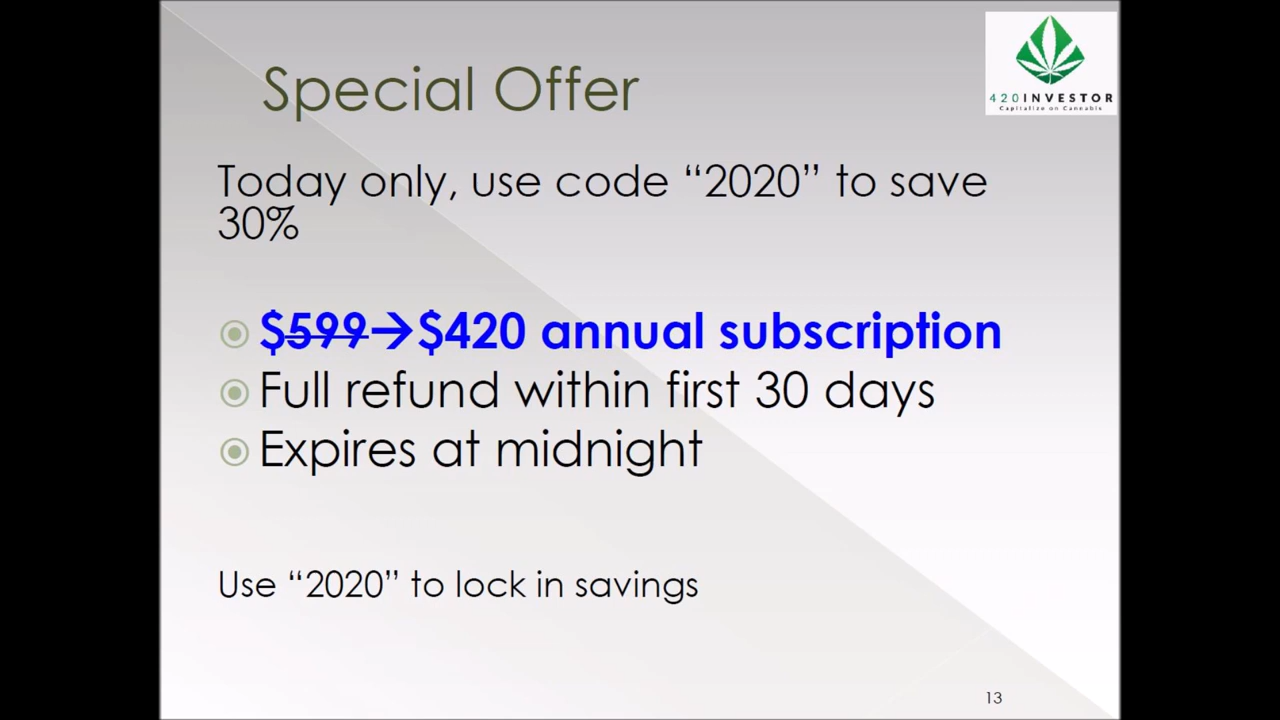 Special Offer
420INVESTOR
Capitalize on Cannabis
Today only, use code “2020” to save
30%
$599→$420 annual subscription
Full refund within first 30 days
Expires at midnight
Use “2020” to lock in savings
13